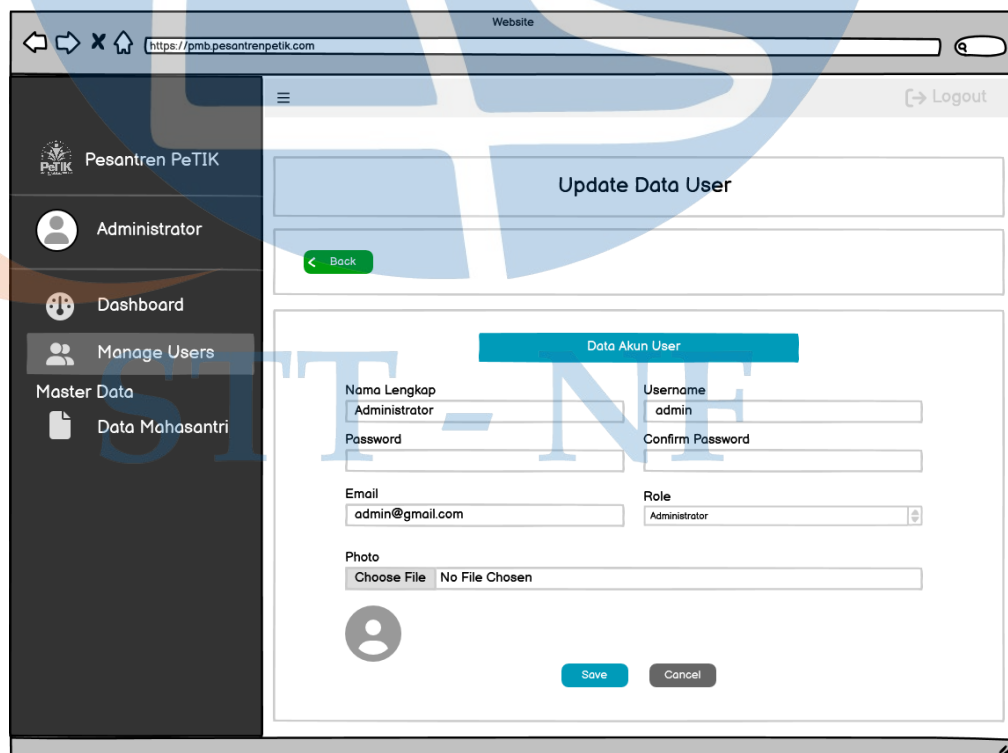 Website
https://pmb.pesantrenpetik.com
Logout
PeTIK
Pesantren PeTIK
Update Data User
Administrator
Back
Dashboard
Manage Users
Master Data
Data Mahasantri
Data Akun User
Nama Lengkap
Username
Administrator
admin
Password
Confirm Password
Email
Role
admin@gmail.com
Administrator
Photo
Choose File No File Chosen
Save
Cancel
STT - NF